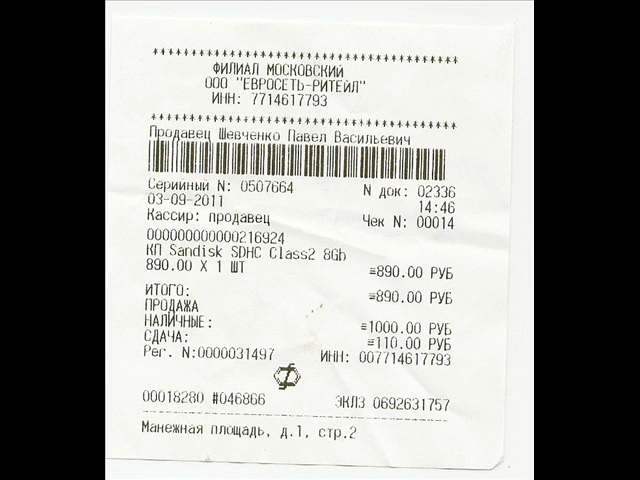 ****************************************
ФИЛИАЛ МОСКОВСКИЙ
ООО "ЕВРОСЕТЬ-РИТЕЙЛ"
ИНН: 7714617793
****************************************
Продавец Шевченко Павел Васильевич
Серийный N: 0507664 N док: 02336
03-09-2011 14:46
Кассир: продавец Чек N: 00014
000000000000216924
КП Sandisk SDHC Class2 8Gb
890.00 X 1 ШТ ≡890.00 РУБ
ИТОГО: ≡890.00 РУБ
ПРОДАЖА
НАЛИЧНЫЕ: ≡1000.00 РУБ
СДАЧА: ≡110.00 РУБ
Рег. N:0000031497 ИНН: 007714617793
00018280 #046866 ЭКЛЗ 0692631757
Манежная площадь, д.1, стр.2